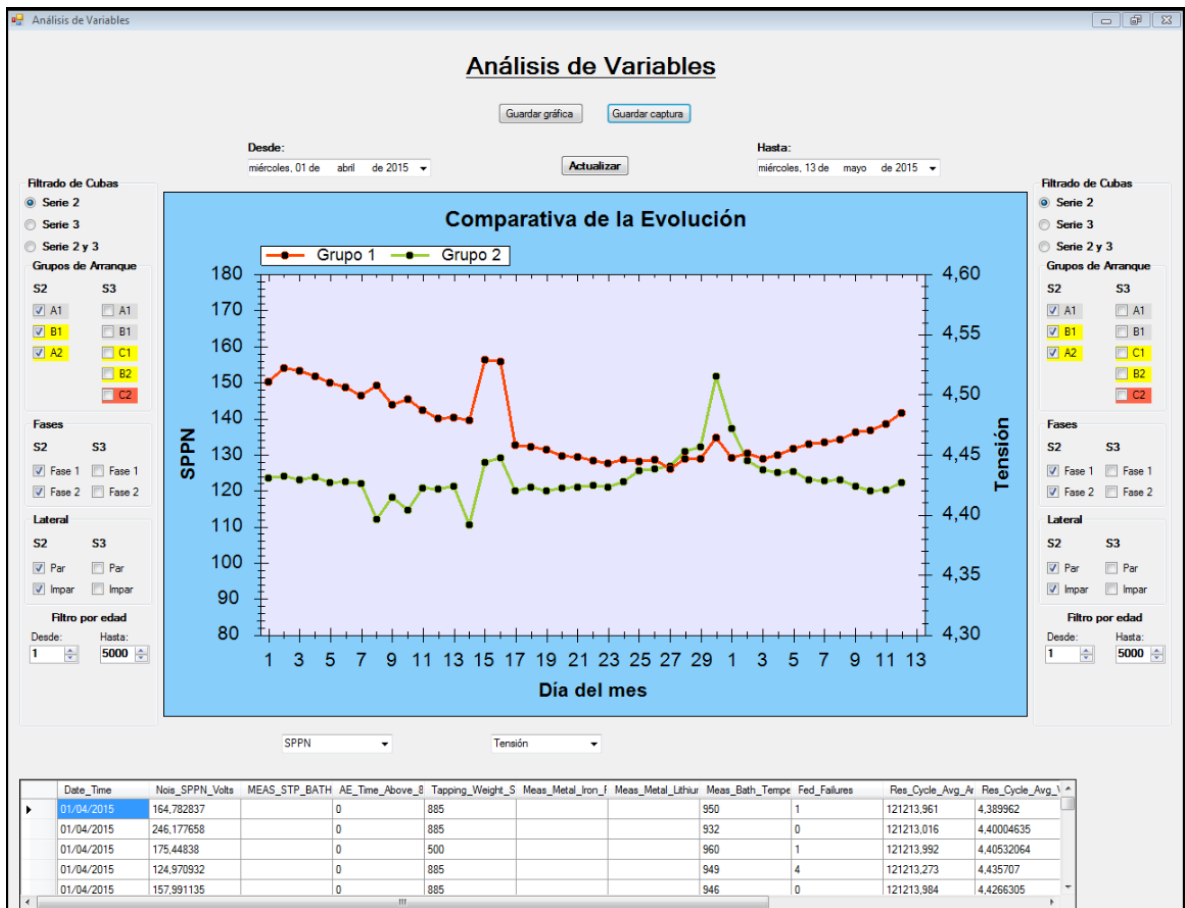 Análisis de Variables
Análisis de Variables
Guardar gráfica Guardar captura
Desde: Hasta:
miércoles, 01 de abril de 2015 Actualizar miércoles, 13 de mayo de 2015
Filtrado de Cubas
Serie 2
Serie 3
Serie 2 y 3
Grupos de Arranque
S2 S3
A1 A1
B1 B1
A2 C1
B2
C2
Fases
S2 S3
Fase 1 Fase 1
Fase 2 Fase 2
Lateral
S2 S3
Par Par
Impar Impar
Filtro por edad
Desde: Hasta:
1 5000
Comparativa de la Evolución
Grupo 1 Grupo 2
SPPN
180
170
160
150
140
130
120
110
100
90
80
4,60
4,55
4,50
4,45
4,40
4,35
4,30
Tensión
1 3 5 7 9 11 13 15 17 19 21 23 25 27 29 1 3 5 7 9 11 13
Día del mes
Filtrado de Cubas
Serie 2
Serie 3
Serie 2 y 3
Grupos de Arranque
S2 S3
A1 A1
B1 B1
A2 C1
B2
C2
Fases
S2 S3
Fase 1 Fase 1
Fase 2 Fase 2
Lateral
S2 S3
Par Par
Impar Impar
Filtro por edad
Desde: Hasta:
1 5000
SPPN Tensión
Date_Time Nois_SPPN_Volts MEAS_STP_BATH AE_Time_Above_8 Tapping_Weight_S Meas_Metal_Iron_F Meas_Metal_Lithiur Meas_Bath_Tempe Fed_Failures Res_Cycle_Avg_Ar Res_Cycle_Avg_V
01/04/2015 164,782837 0 885 950 1 121213,961 4,389962
01/04/2015 246,177658 0 885 932 0 121213,016 4,40004635
01/04/2015 175,44838 0 500 960 1 121213,992 4,40532064
01/04/2015 124,970932 0 885 949 4 121213,273 4,435707
01/04/2015 157,991135 0 885 946 0 121213,984 4,4266305